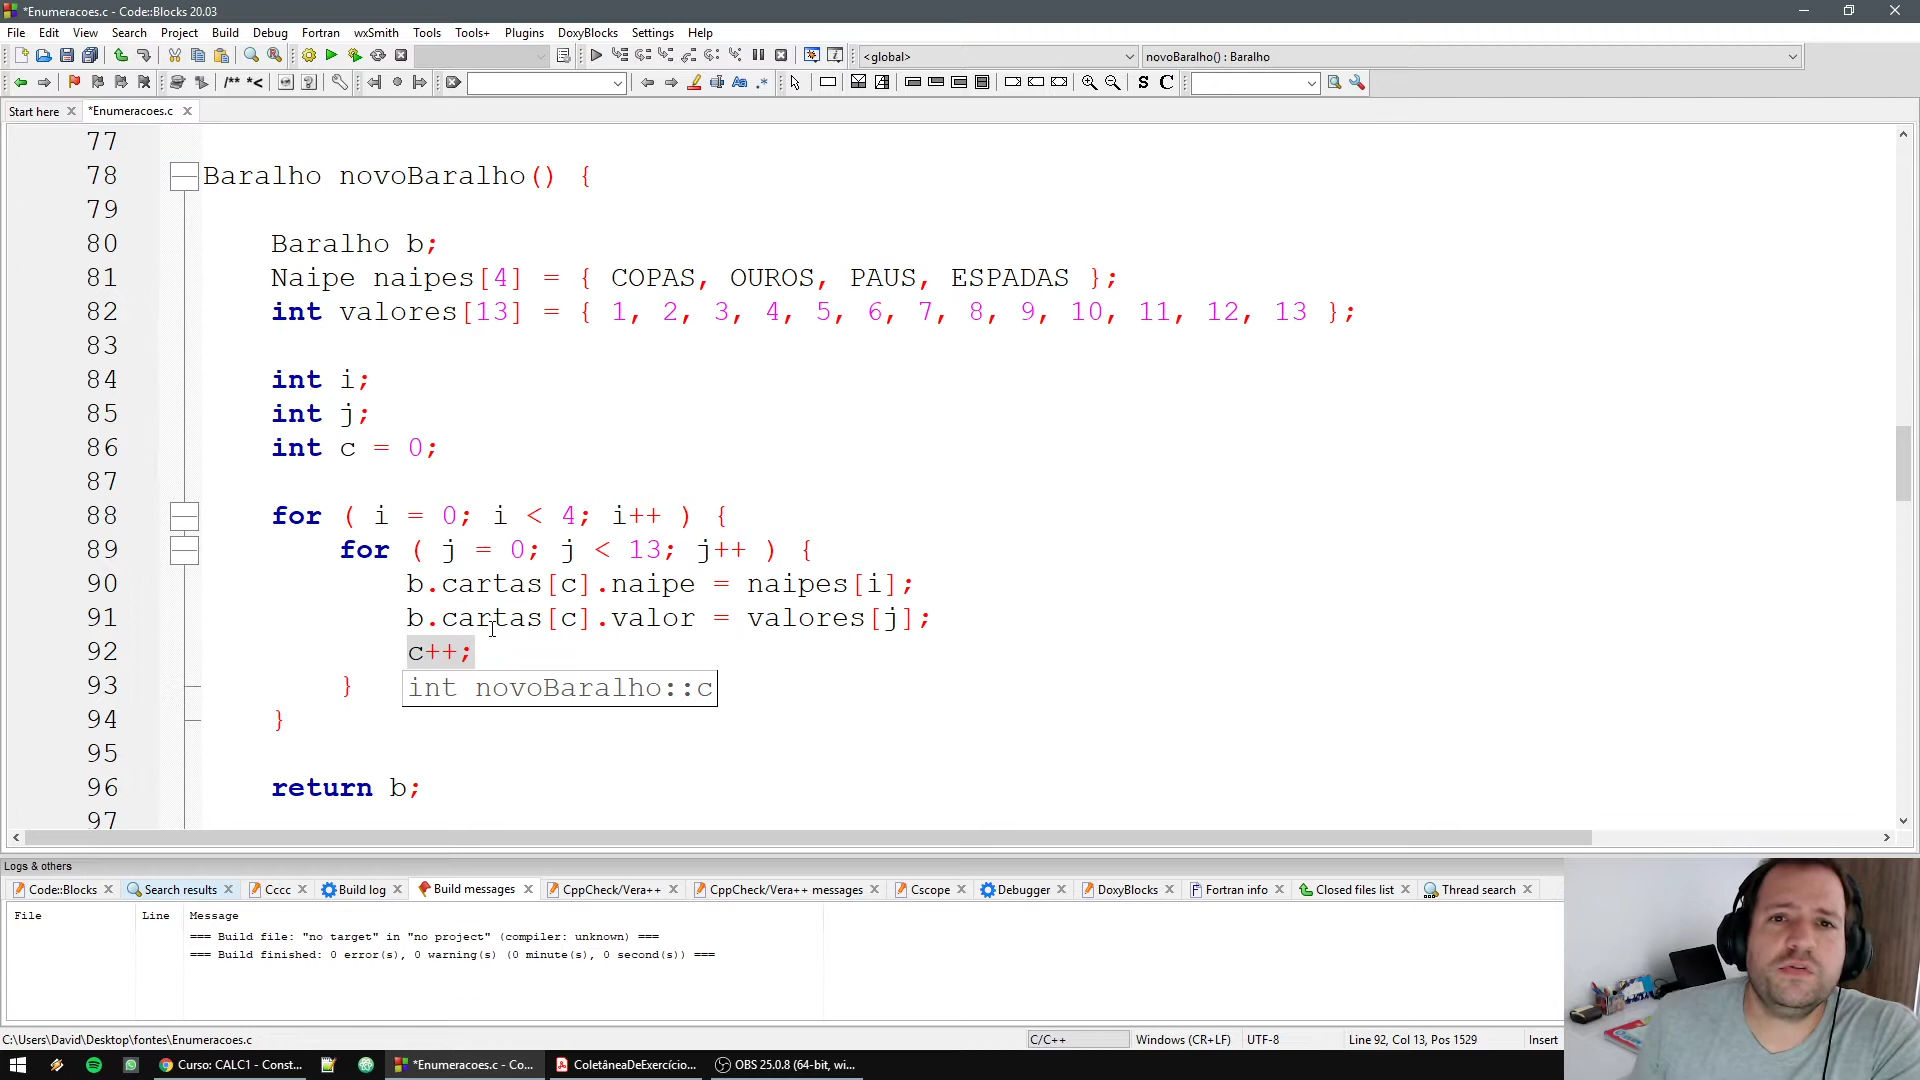 *Enumeracoes.c - Code::Blocks 20.03
File Edit View Search Project Build Debug Fortran wxSmith Tools Tools+ Plugins DoxyBlocks Settings Help
<global>
novoBaralho() : Baralho
/** *<
Aa .*
S C
Start here
*Enumeracoes.c
77
78 Baralho novoBaralho() {
79
80 Baralho b;
81 Naipe naipes[4] = { COPAS, OUROS, PAUS, ESPADAS };
82 int valores[13] = { 1, 2, 3, 4, 5, 6, 7, 8, 9, 10, 11, 12, 13 };
83
84 int i;
85 int j;
86 int c = 0;
87
88 for ( i = 0; i < 4; i++ ) {
89 for ( j = 0; j < 13; j++ ) {
90 b.cartas[c].naipe = naipes[i];
91 b.cartas[c].valor = valores[j];
92 c++;
93 }
int novoBaralho::c
94 }
95
96 return b;
97
Logs & others
Code::Blocks Search results Cccc Build log Build messages CppCheck/Vera++ CppCheck/Vera++ messages Cscope Debugger DoxyBlocks Fortran info Closed files list Thread search
File Line Message
=== Build file: "no target" in "no project" (compiler: unknown) ===
=== Build finished: 0 error(s), 0 warning(s) (0 minute(s), 0 second(s)) ===
C:\Users\David\Desktop\fontes\Enumeracoes.c C/C++ Windows (CR+LF) UTF-8 Line 92, Col 13, Pos 1529 Insert
Curso: CALC1 - Const... *Enumeracoes.c - Co... ColetâneaDeExercício... OBS 25.0.8 (64-bit, wi...